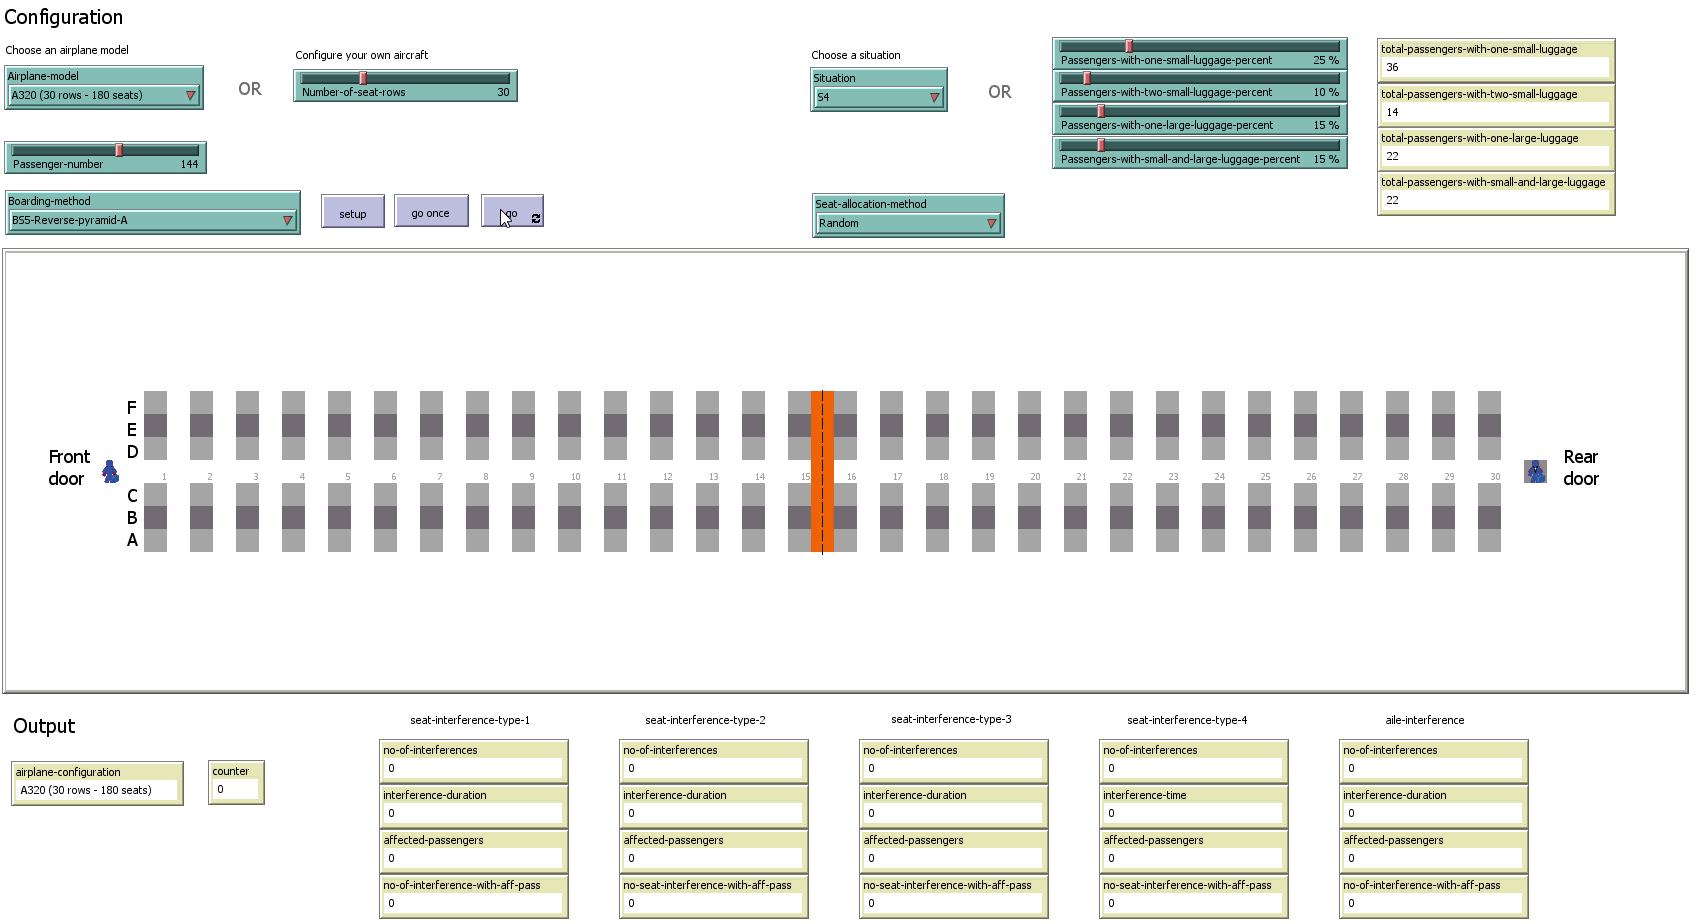 Configuration
Choose an airplane model
Configure your own aircraft
Choose a situation
Airplane-model
A320 (30 rows - 180 seats)
OR
Number-of-seat-rows 30
Situation
S4
OR
Passengers-with-one-small-luggage-percent 25 %
Passengers-with-two-small-luggage-percent 10 %
Passengers-with-one-large-luggage-percent 15 %
Passengers-with-small-and-large-luggage-percent 15 %
total-passengers-with-one-small-luggage
36
total-passengers-with-two-small-luggage
14
total-passengers-with-one-large-luggage
22
total-passengers-with-small-and-large-luggage
22
Passenger-number 144
Boarding-method
BS5-Reverse-pyramid-A
setup
go once
go
Seat-allocation-method
Random
F
E
D
Front
door
1 2 3 4 5 6 7 8 9 10 11 12 13 14 15 16 17 18 19 20 21 22 23 24 25 26 27 28 29 30
Rear
door
C
B
A
Output
airplane-configuration
A320 (30 rows - 180 seats)
counter
0
seat-interference-type-1
no-of-interferences
0
interference-duration
0
affected-passengers
0
no-of-interference-with-aff-pass
0
seat-interference-type-2
no-of-interferences
0
interference-duration
0
affected-passengers
0
no-seat-interference-with-aff-pass
0
seat-interference-type-3
no-of-interferences
0
interference-duration
0
affected-passengers
0
no-seat-interference-with-aff-pass
0
seat-interference-type-4
no-of-interferences
0
interference-time
0
affected-passengers
0
no-seat-interference-with-aff-pass
0
aile-interference
no-of-interferences
0
interference-duration
0
affected-passengers
0
no-of-interference-with-aff-pass
0